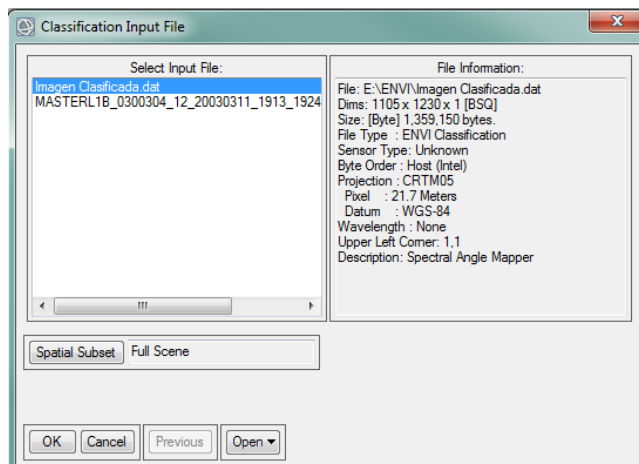 Classification Input File
Select Input File:
Imagen Clasificada.dat
MASTERL1B_0300304_12_20030311_1913_1924
File Information:
File: E:\ENVI\Imagen Clasificada.dat
Dims: 1105 x 1230 x 1 [BSQ]
Size: [Byte] 1,359,150 bytes.
File Type : ENVI Classification
Sensor Type: Unknown
Byte Order : Host (Intel)
Projection : CRTM05
Pixel : 21.7 Meters
Datum : WGS-84
Wavelength : None
Upper Left Corner: 1,1
Description: Spectral Angle Mapper
Spatial Subset Full Scene
OK Cancel Previous Open